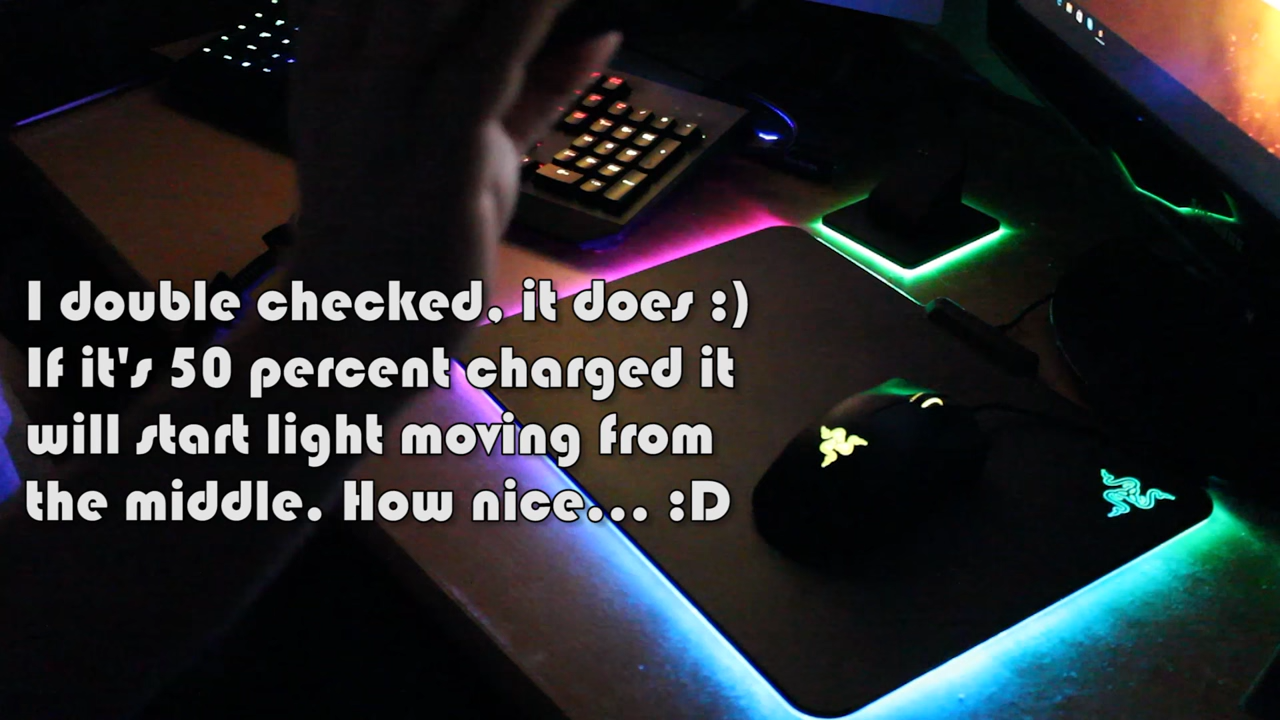 I double checked, it does :)
If it's 50 percent charged it
will start light moving from
the middle. How nice... :D